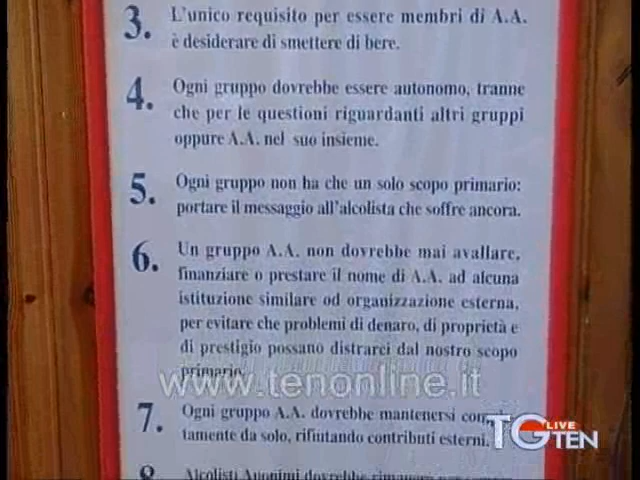 3. L'unico requisito per essere membri di A.A.
è desiderare di smettere di bere.
4. Ogni gruppo dovrebbe essere autonomo, tranne
che per le questioni riguardanti altri gruppi
oppure A.A. nel suo insieme.
5. Ogni gruppo non ha che un solo scopo primario:
portare il messaggio all'alcolista che soffre ancora.
6. Un gruppo A.A. non dovrebbe mai avallare,
finanziare o prestare il nome di A.A. ad alcuna
istituzione similare od organizzazione esterna,
per evitare che problemi di denaro, di proprietà e
di prestigio possano distrarci dal nostro scopo
primario.
www.tenonline.it
7. Ogni gruppo A.A. dovrebbe mantenersi
tamente da solo, rifiutando contributi esterni.
TG LIVE TEN
8 Alcolisti Anonimi dovrebbe rimanere